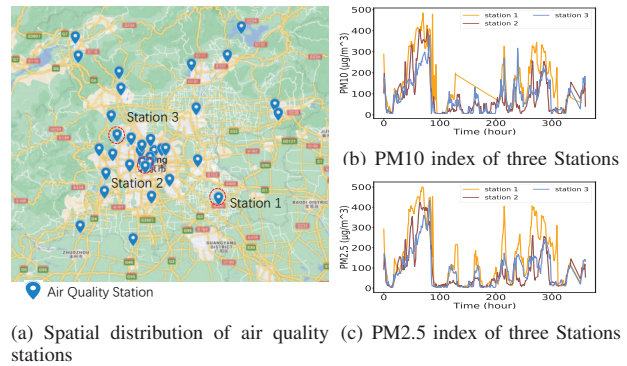 Station 3
Station 2
Station 1
Air Quality Station
(a) Spatial distribution of air quality
stations
500
400
300
200
100
0
PM10 (μg/m^3)
station 1
station 2
station 3
0
100
200
300
Time (hour)
(b) PM10 index of three Stations
500
400
300
200
100
0
PM2.5 (μg/m^3)
station 1
station 2
station 3
0
100
200
300
Time (hour)
(c) PM2.5 index of three Stations